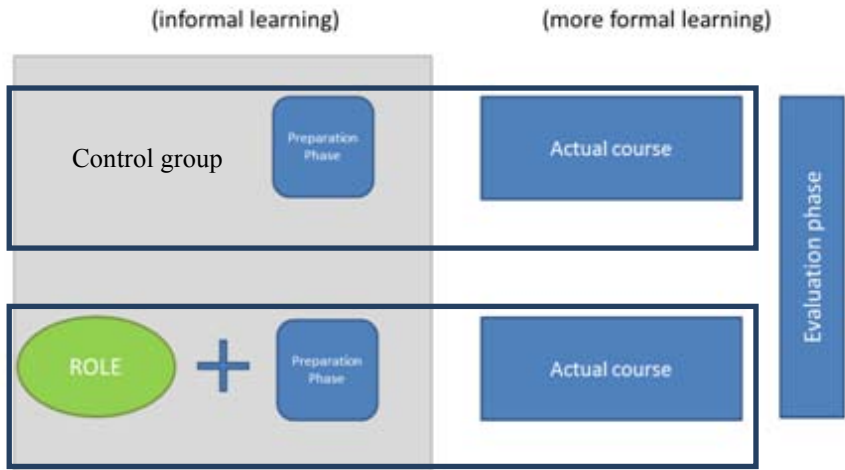 (informal learning)
(more formal learning)
Control group
Preparation
Phase
Actual course
Evaluation phase
ROLE
Preparation
Phase
Actual course